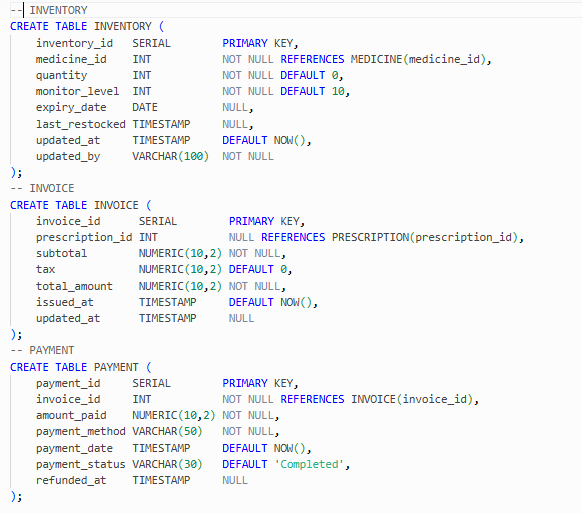 -- INVENTORY
CREATE TABLE INVENTORY (
    inventory_id   SERIAL        PRIMARY KEY,
    medicine_id    INT           NOT NULL REFERENCES MEDICINE(medicine_id),
    quantity       INT           NOT NULL DEFAULT 0,
    monitor_level  INT           NOT NULL DEFAULT 10,
    expiry_date    DATE          NULL,
    last_restocked TIMESTAMP     NULL,
    updated_at     TIMESTAMP     DEFAULT NOW(),
    updated_by     VARCHAR(100)  NOT NULL
);
-- INVOICE
CREATE TABLE INVOICE (
    invoice_id      SERIAL        PRIMARY KEY,
    prescription_id INT           NULL REFERENCES PRESCRIPTION(prescription_id),
    subtotal        NUMERIC(10,2) NOT NULL,
    tax             NUMERIC(10,2) DEFAULT 0,
    total_amount    NUMERIC(10,2) NOT NULL,
    issued_at       TIMESTAMP     DEFAULT NOW(),
    updated_at      TIMESTAMP     NULL
);
-- PAYMENT
CREATE TABLE PAYMENT (
    payment_id     SERIAL        PRIMARY KEY,
    invoice_id     INT           NOT NULL REFERENCES INVOICE(invoice_id),
    amount_paid    NUMERIC(10,2) NOT NULL,
    payment_method VARCHAR(50)   NOT NULL,
    payment_date   TIMESTAMP     DEFAULT NOW(),
    payment_status VARCHAR(30)   DEFAULT 'Completed',
    refunded_at    TIMESTAMP     NULL
);